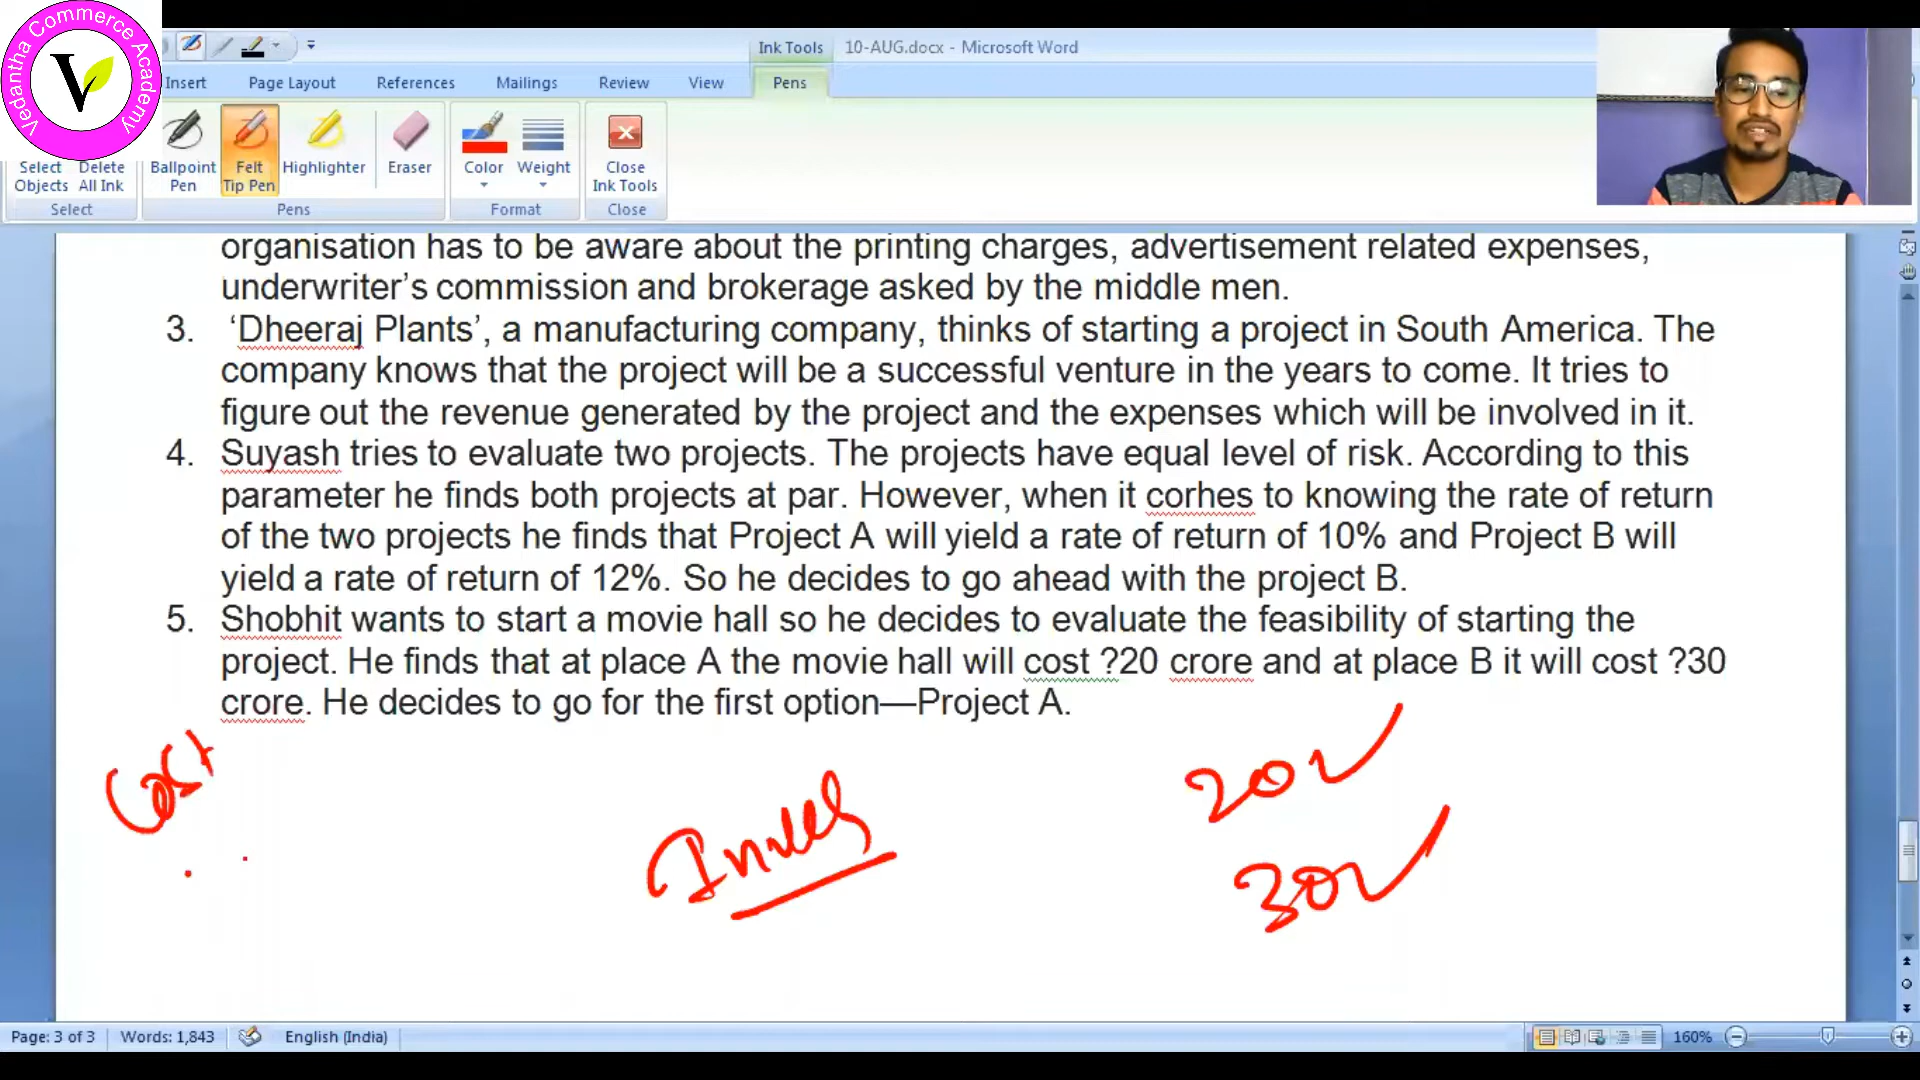 Vedantha Commerce Academy
V
Ink Tools 10-AUG.docx - Microsoft Word
Insert Page Layout References Mailings Review View Pens
Select Objects Delete All Ink Ballpoint Pen Felt Tip Pen Highlighter Eraser Color Weight Close Ink Tools
Select Pens Format Close
organisation has to be aware about the printing charges, advertisement related expenses,
underwriter’s commission and brokerage asked by the middle men.
3. ‘Dheeraj Plants’, a manufacturing company, thinks of starting a project in South America. The
company knows that the project will be a successful venture in the years to come. It tries to
figure out the revenue generated by the project and the expenses which will be involved in it.
4. Suyash tries to evaluate two projects. The projects have equal level of risk. According to this
parameter he finds both projects at par. However, when it corhes to knowing the rate of return
of the two projects he finds that Project A will yield a rate of return of 10% and Project B will
yield a rate of return of 12%. So he decides to go ahead with the project B.
5. Shobhit wants to start a movie hall so he decides to evaluate the feasibility of starting the
project. He finds that at place A the movie hall will cost ?20 crore and at place B it will cost ?30
crore. He decides to go for the first option—Project A.
Cost
20
30
Page: 3 of 3 Words: 1,843 English (India) 160%